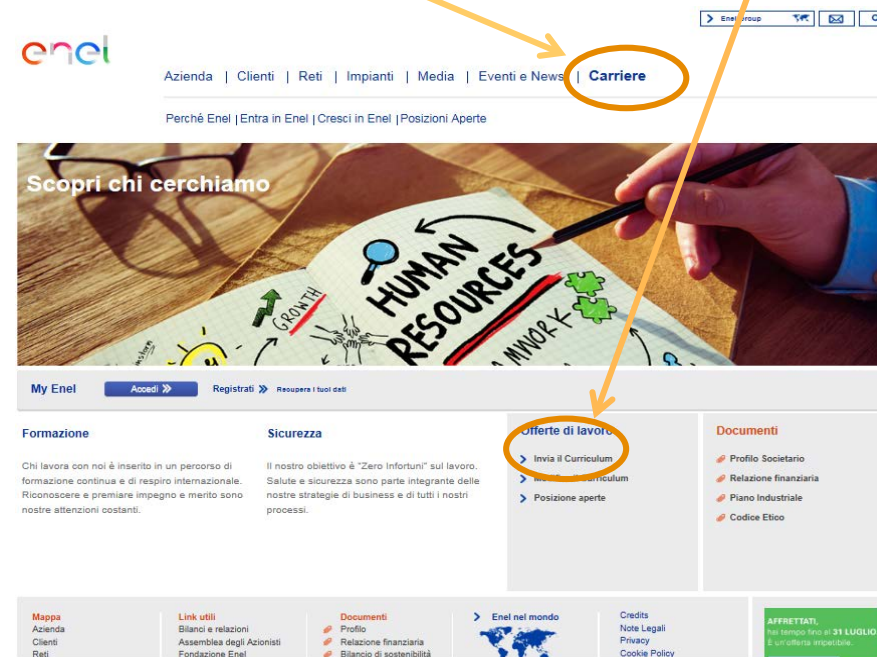 Enel Group
enel
Azienda | Clienti | Reti | Impianti | Media | Eventi e News | Carriere
Perché Enel | Entra in Enel | Cresci in Enel | Posizioni Aperte
Scopri chi cerchiamo
HUMAN
RESOURCES
GROWTH
My Enel
Accedi
Registrati
Recupera i tuoi dati
Formazione
Chi lavora con noi è inserito in un percorso di
formazione continua e di respiro internazionale.
Riconoscere e premiare impegno e merito sono
nostre attenzioni costanti.
Sicurezza
Il nostro obiettivo è "Zero Infortuni" sul lavoro.
Salute e sicurezza sono parte integrante delle
nostre strategie di business e di tutti i nostri
processi.
Offerte di lavoro
Invia il Curriculum
Curriculum
Posizione aperte
Documenti
Profilo Societario
Relazione finanziaria
Piano Industriale
Codice Etico
Mappa
Azienda
Clienti
Reti
Link utili
Bilanci e relazioni
Assemblea degli Azionisti
Fondazione Enel
Documenti
Profilo
Relazione finanziaria
Bilancio di sostenibilità
Enel nel mondo
Credits
Note Legali
Privacy
Cookie Policy
AFFRETTATI,
hai tempo fino al 31 LUGLIO
È un'offerta irripetibile.